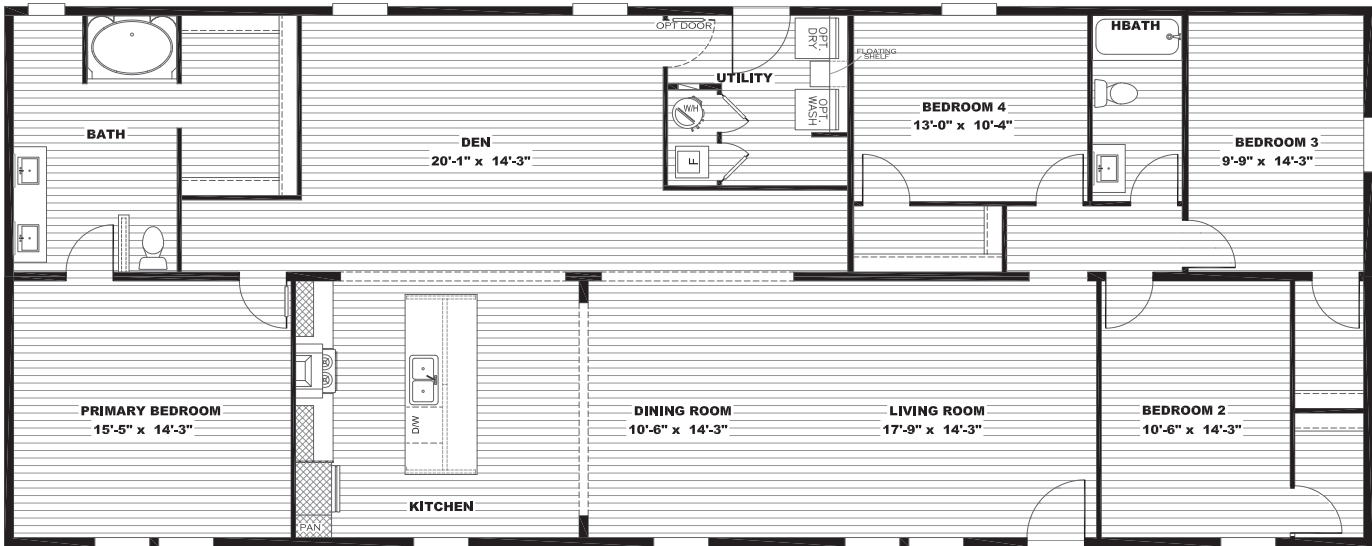 OPT DOOR
OPT. DRY
FLOATING SHELF
UTILITY
W/H
OPT. WASH
F
HBATH
BATH
DEN
20'-1" x 14'-3"
BEDROOM 4
13'-0" x 10'-4"
BEDROOM 3
9'-9" x 14'-3"
PRIMARY BEDROOM
15'-5" x 14'-3"
D/W
DINING ROOM
10'-6" x 14'-3"
LIVING ROOM
17'-9" x 14'-3"
BEDROOM 2
10'-6" x 14'-3"
KITCHEN
PAN